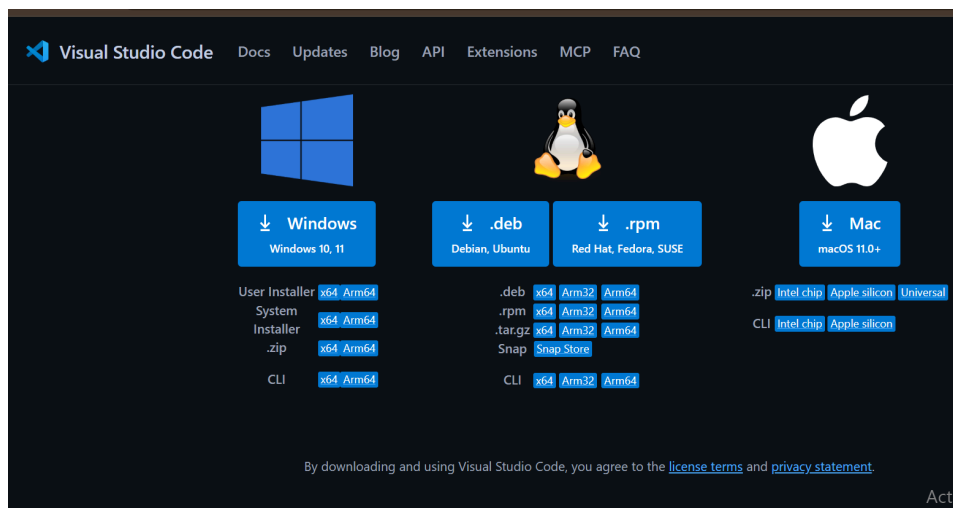 Visual Studio Code Docs Updates Blog API Extensions MCP FAQ
Windows
Windows 10, 11
.deb
Debian, Ubuntu
.rpm
Red Hat, Fedora, SUSE
Mac
macOS 11.0+
User Installer x64 Arm64
System Installer x64 Arm64
.zip x64 Arm64
CLI x64 Arm64
.deb x64 Arm32 Arm64
.rpm x64 Arm32 Arm64
.tar.gz x64 Arm32 Arm64
Snap Snap Store
CLI x64 Arm32 Arm64
.zip Intel chip Apple silicon Universal
CLI Intel chip Apple silicon
By downloading and using Visual Studio Code, you agree to the license terms and privacy statement.
Act